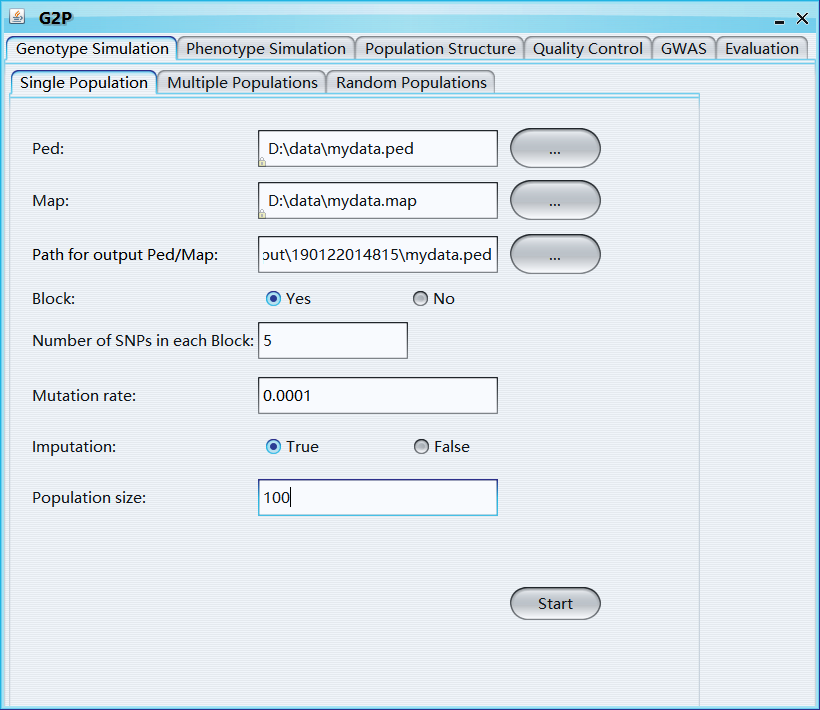 G2P
Genotype Simulation Phenotype Simulation Population Structure Quality Control GWAS Evaluation
Single Population Multiple Populations Random Populations
Ped: D:\data\mydata.ped ...
Map: D:\data\mydata.map ...
Path for output Ped/Map: out\190122014815\mydata.ped ...
Block: Yes No
Number of SNPs in each Block: 5
Mutation rate: 0.0001
Imputation: True False
Population size: 100
Start